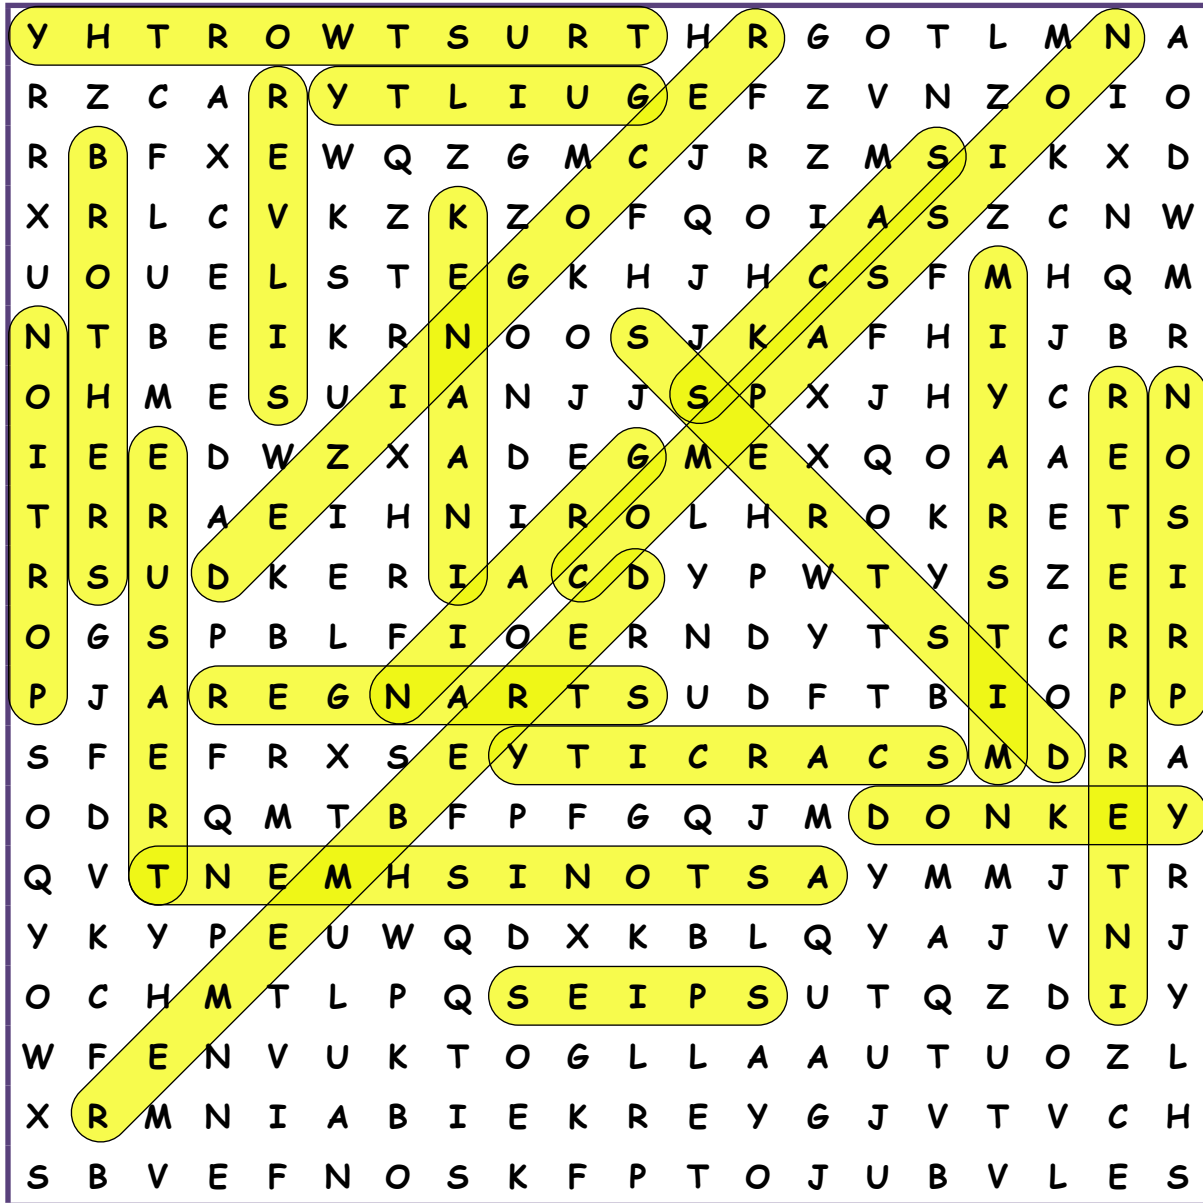 Y H T R O W T S U R T H R G O T L M N A
R Z C A R Y T L I U G E F Z V N Z O I O
R B F X E W Q Z G M C J R Z M S I K X D
X R L C V K Z K Z O F Q O I A S Z C N W
U O U E L S T E G K H J H C S F M H Q M
N T B E I K R N O O S J K A F H I J B R
O H M E S U I A N J J S P X J H Y C R N
I E E D W Z X A D E G M E X Q O A A E O
T R R A E I H N I R O L H R O K R E T S
R S U D K E R I A C D Y P W T Y S Z E I
O G S P B L F I O E R N D Y T S T C R R
P J A R E G N A R T S U D F T B I O P P
S F E F R X S E Y T I C R A C S M D R A
O D R Q M T B F P F G Q J M D O N K E Y
Q V T N E M H S I N O T S A Y M M J T R
Y K Y P E U W Q D X K B L Q Y A J V N J
O C H M T L P Q S E I P S U T Q Z D I Y
W F E N V U K T O G L L A A U T U O Z L
X R M N I A B I E K R E Y G J V T V C H
S B V E F N O S K F P T O J U B V L E S